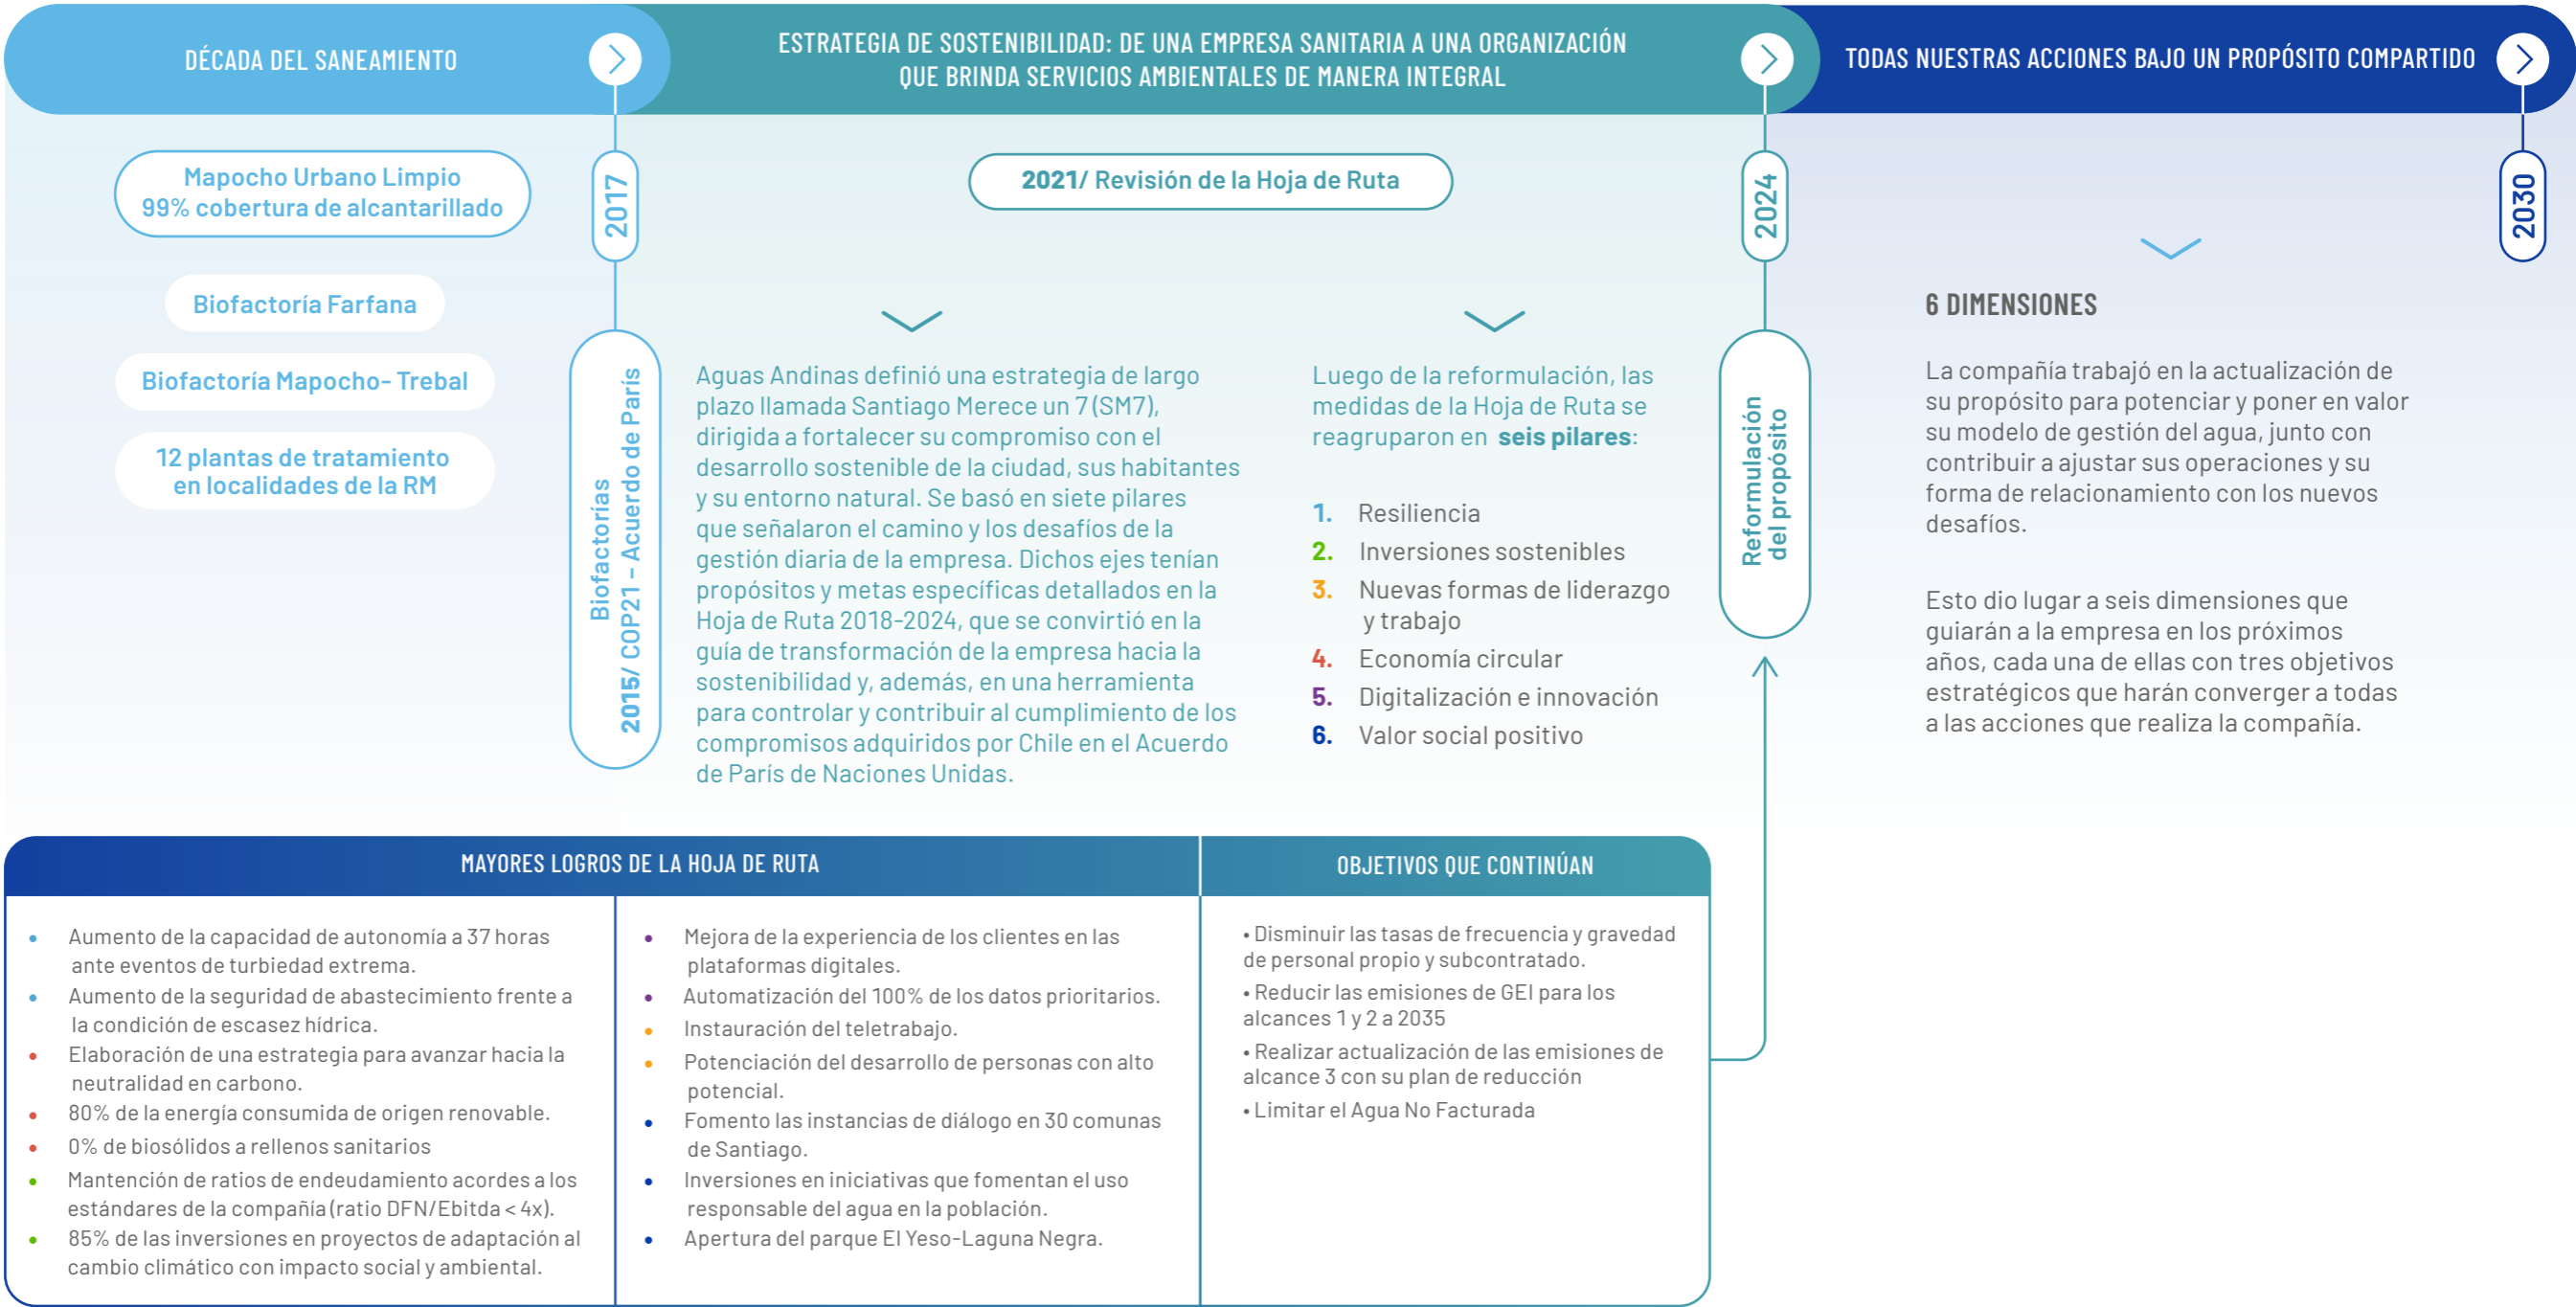 DÉCADA DEL SANEAMIENTO
Mapocho Urbano Limpio
99% cobertura de alcantarillado
Biofactoría Farfana
Biofactoría Mapocho- Trebal
12 plantas de tratamiento
en localidades de la RM
2017
Biofactorías
2015/ COP21 - Acuerdo de París
ESTRATEGIA DE SOSTENIBILIDAD: DE UNA EMPRESA SANITARIA A UNA ORGANIZACIÓN
QUE BRINDA SERVICIOS AMBIENTALES DE MANERA INTEGRAL
2021/ Revisión de la Hoja de Ruta
Aguas Andinas definió una estrategia de largo
plazo llamada Santiago Merece un 7 (SM7),
dirigida a fortalecer su compromiso con el
desarrollo sostenible de la ciudad, sus habitantes
y su entorno natural. Se basó en siete pilares
que señalaron el camino y los desafíos de la
gestión diaria de la empresa. Dichos ejes tenían
propósitos y metas específicas detallados en la
Hoja de Ruta 2018-2024, que se convirtió en la
guía de transformación de la empresa hacia la
sostenibilidad y, además, en una herramienta
para controlar y contribuir al cumplimiento de los
compromisos adquiridos por Chile en el Acuerdo
de París de Naciones Unidas.
Luego de la reformulación, las
medidas de la Hoja de Ruta se
reagruparon en seis pilares:
1. Resiliencia
2. Inversiones sostenibles
3. Nuevas formas de liderazgo
y trabajo
4. Economía circular
5. Digitalización e innovación
6. Valor social positivo
2024
Reformulación
del propósito
TODAS NUESTRAS ACCIONES BAJO UN PROPÓSITO COMPARTIDO
2030
6 DIMENSIONES
La compañía trabajó en la actualización de
su propósito para potenciar y poner en valor
su modelo de gestión del agua, junto con
contribuir a ajustar sus operaciones y su
forma de relacionamiento con los nuevos
desafíos.
Esto dio lugar a seis dimensiones que
guiarán a la empresa en los próximos
años, cada una de ellas con tres objetivos
estratégicos que harán converger a todas
a las acciones que realiza la compañía.
MAYORES LOGROS DE LA HOJA DE RUTA
• Aumento de la capacidad de autonomía a 37 horas
ante eventos de turbiedad extrema.
• Aumento de la seguridad de abastecimiento frente a
la condición de escasez hídrica.
• Elaboración de una estrategia para avanzar hacia la
neutralidad en carbono.
• 80% de la energía consumida de origen renovable.
• 0% de biosólidos a rellenos sanitarios
• Mantención de ratios de endeudamiento acordes a los
estándares de la compañía (ratio DFN/Ebitda < 4x).
• 85% de las inversiones en proyectos de adaptación al
cambio climático con impacto social y ambiental.
• Mejora de la experiencia de los clientes en las
plataformas digitales.
• Automatización del 100% de los datos prioritarios.
• Instauración del teletrabajo.
• Potenciación del desarrollo de personas con alto
potencial.
• Fomento las instancias de diálogo en 30 comunas
de Santiago.
• Inversiones en iniciativas que fomentan el uso
responsable del agua en la población.
• Apertura del parque El Yeso-Laguna Negra.
OBJETIVOS QUE CONTINÚAN
• Disminuir las tasas de frecuencia y gravedad
de personal propio y subcontratado.
• Reducir las emisiones de GEI para los
alcances 1 y 2 a 2035
• Realizar actualización de las emisiones de
alcance 3 con su plan de reducción
• Limitar el Agua No Facturada